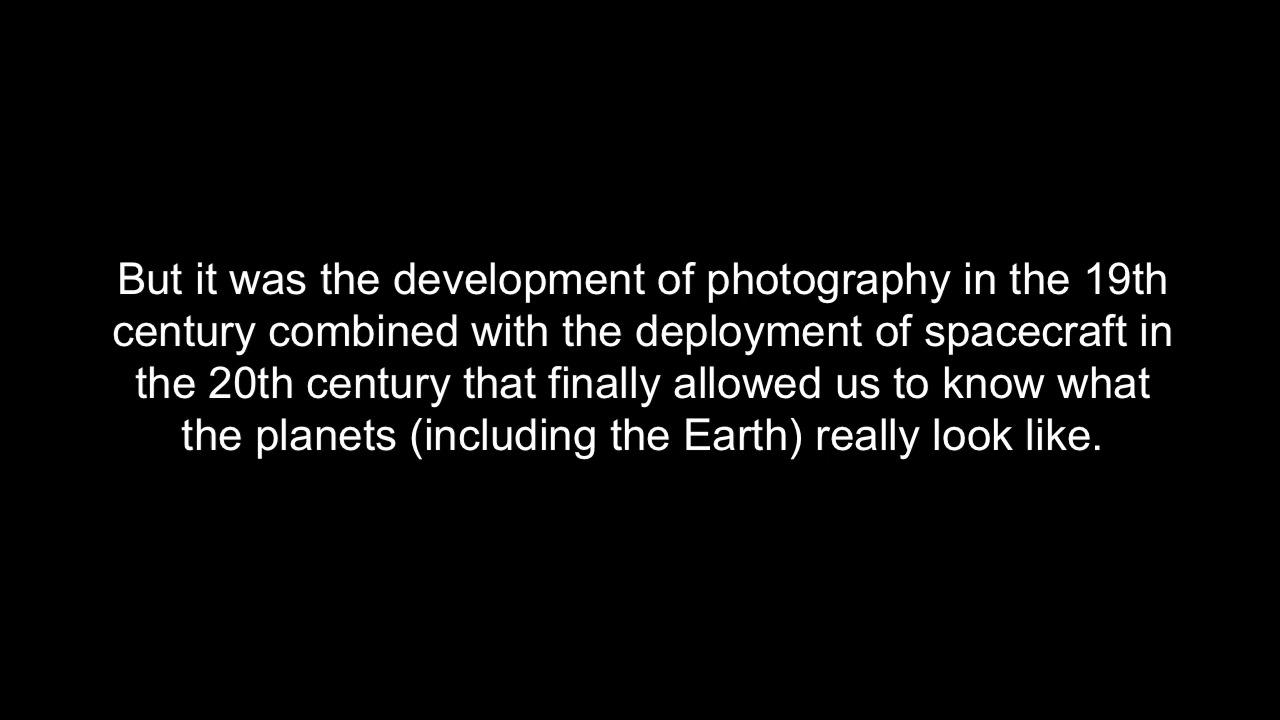 But it was the development of photography in the 19th
century combined with the deployment of spacecraft in
the 20th century that finally allowed us to know what
the planets (including the Earth) really look like.